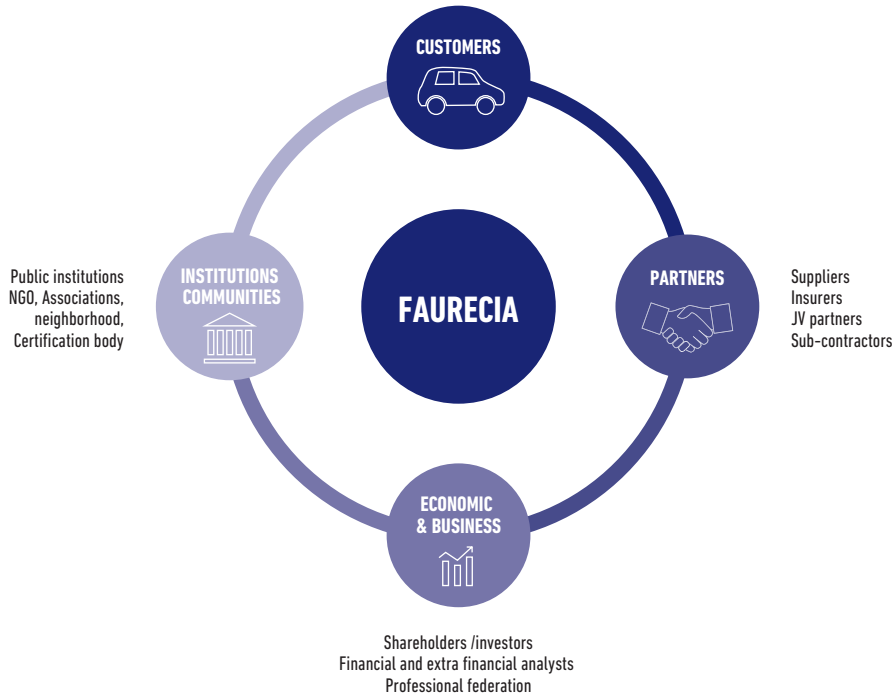 CUSTOMERS
Public institutions
NGO, Associations,
neighborhood,
Certification body
INSTITUTIONS
COMMUNITIES
FAURECIA
PARTNERS
Suppliers
Insurers
JV partners
Sub-contractors
ECONOMIC
& BUSINESS
Shareholders /investors
Financial and extra financial analysts
Professional federation